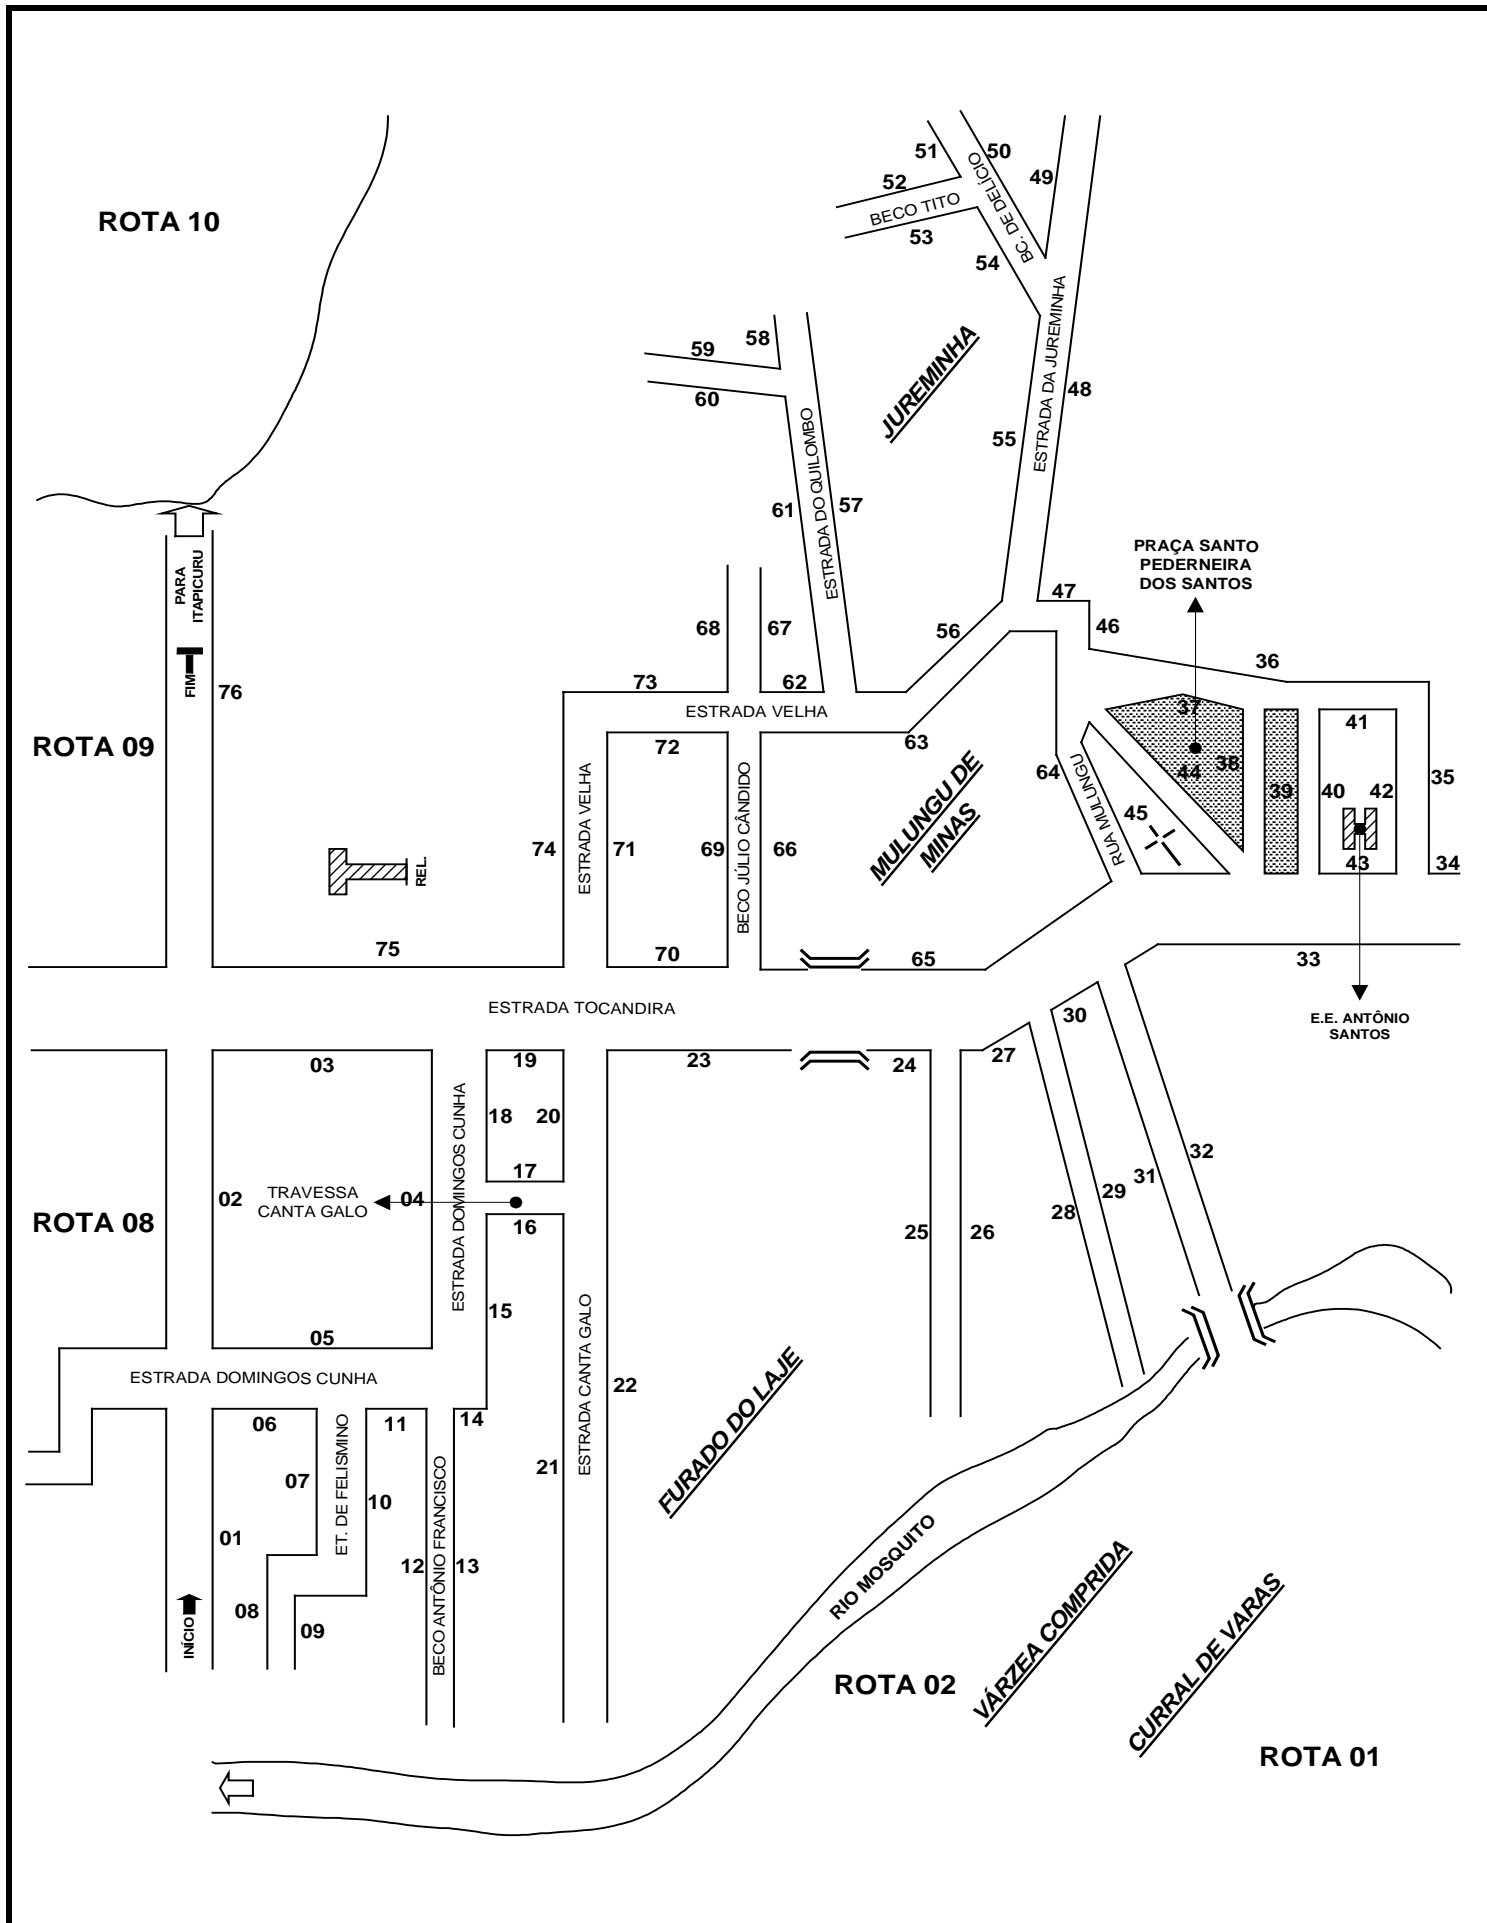 51
50
52
49
BC. DE DELÍCIO
BECO TITO
ROTA 10
53
54
58
59
60
JUREMINHA
ESTRADA DA JUREMINHA
48
55
ESTRADA DO QUILOMBO
61
57
PARA
ITAPICURU
PRAÇA SANTO
PEDERNEIRA
DOS SANTOS
47
68
67
56
46
36
FIM
76
73
62
ESTRADA VELHA
37
41
ROTA 09
72
63
64
44
38
39
40
42
35
MULUNGU DE
MINAS
RUA MULUNGU
45
74
ESTRADA VELHA
71
69
BECO JÚLIO CÂNDIDO
66
REL.
43
34
75
70
65
33
ESTRADA TOCANDIRA
30
E.E. ANTÔNIO
SANTOS
03
19
23
24
27
ESTRADA DOMINGOS CUNHA
18
20
17
32
31
29
28
02
TRAVESSA
CANTA GALO
04
16
ROTA 08
25
26
15
05
ESTRADA DOMINGOS CUNHA
ESTRADA CANTA GALO
22
FURADO DO LAJE
06
11
14
07
ET. DE FELISMINO
10
21
01
12
BECO ANTÔNIO FRANCISCO
13
RIO MOSQUITO
08
09
INÍCIO
VÁRZEA COMPRIDA
CURRAL DE VARAS
ROTA 02
ROTA 01